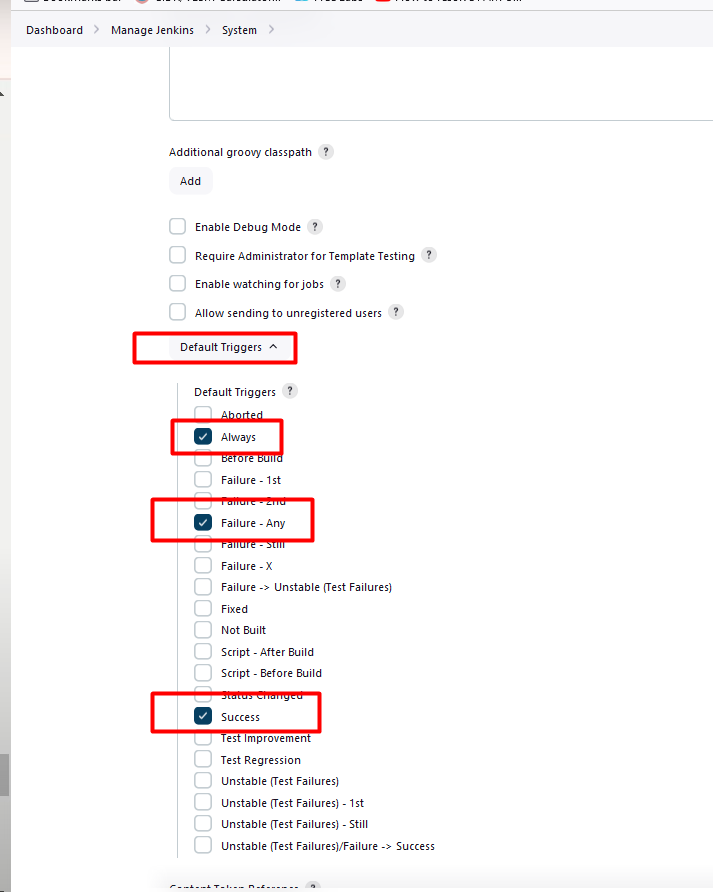 Dashboard > Manage Jenkins > System >
Additional groovy classpath ?
Add
Enable Debug Mode ?
Require Administrator for Template Testing ?
Enable watching for jobs ?
Allow sending to unregistered users ?
Default Triggers
Default Triggers ?
Aborted
Always
Before Build
Failure - 1st
Failure - 2nd
Failure - Any
Failure - Still
Failure - X
Failure -> Unstable (Test Failures)
Fixed
Not Built
Script - After Build
Script - Before Build
Status Changed
Success
Test Improvement
Test Regression
Unstable (Test Failures)
Unstable (Test Failures) - 1st
Unstable (Test Failures) - Still
Unstable (Test Failures)/Failure -> Success
Content Token Reference ?